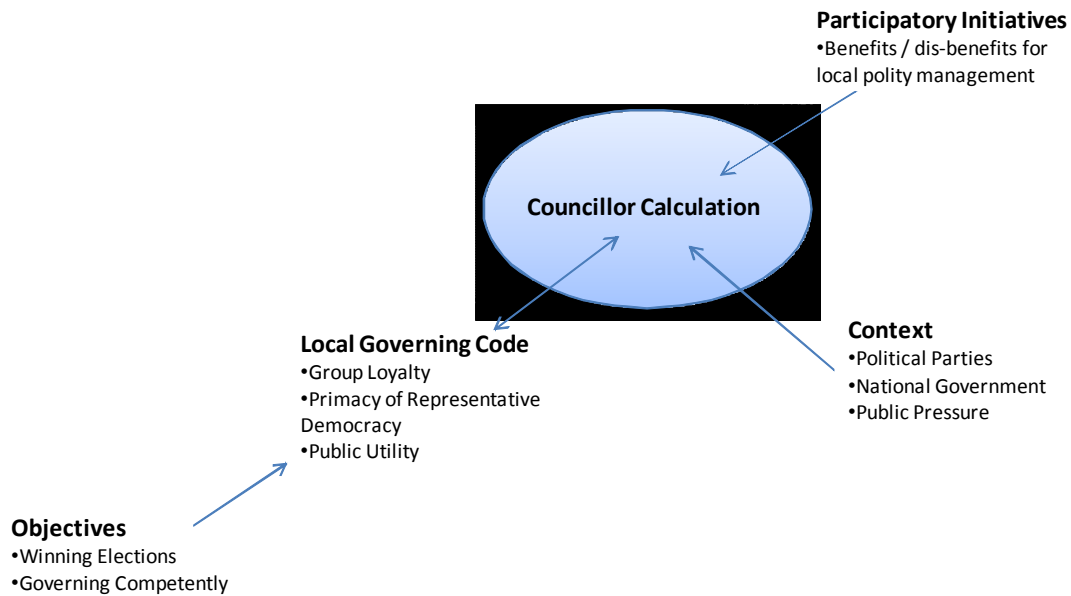 Participatory Initiatives
•Benefits / dis-benefits for
local polity management
Councillor Calculation
Local Governing Code
•Group Loyalty
•Primacy of Representative
Democracy
•Public Utility
Context
•Political Parties
•National Government
•Public Pressure
Objectives
•Winning Elections
•Governing Competently